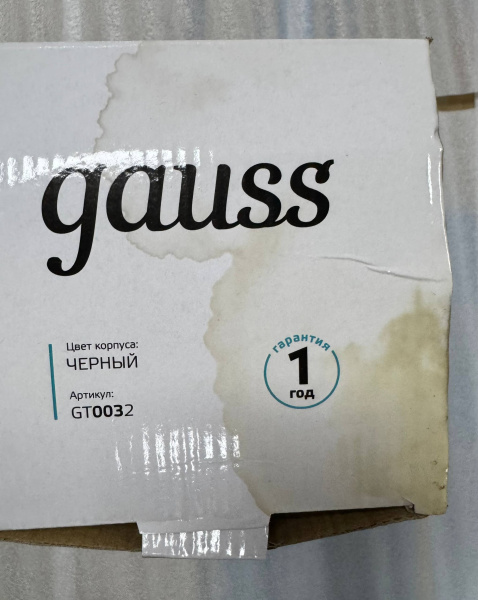 gauss
Цвет корпуса:
ЧЕРНЫЙ
Артикул:
GT0032
гарантия
1
год